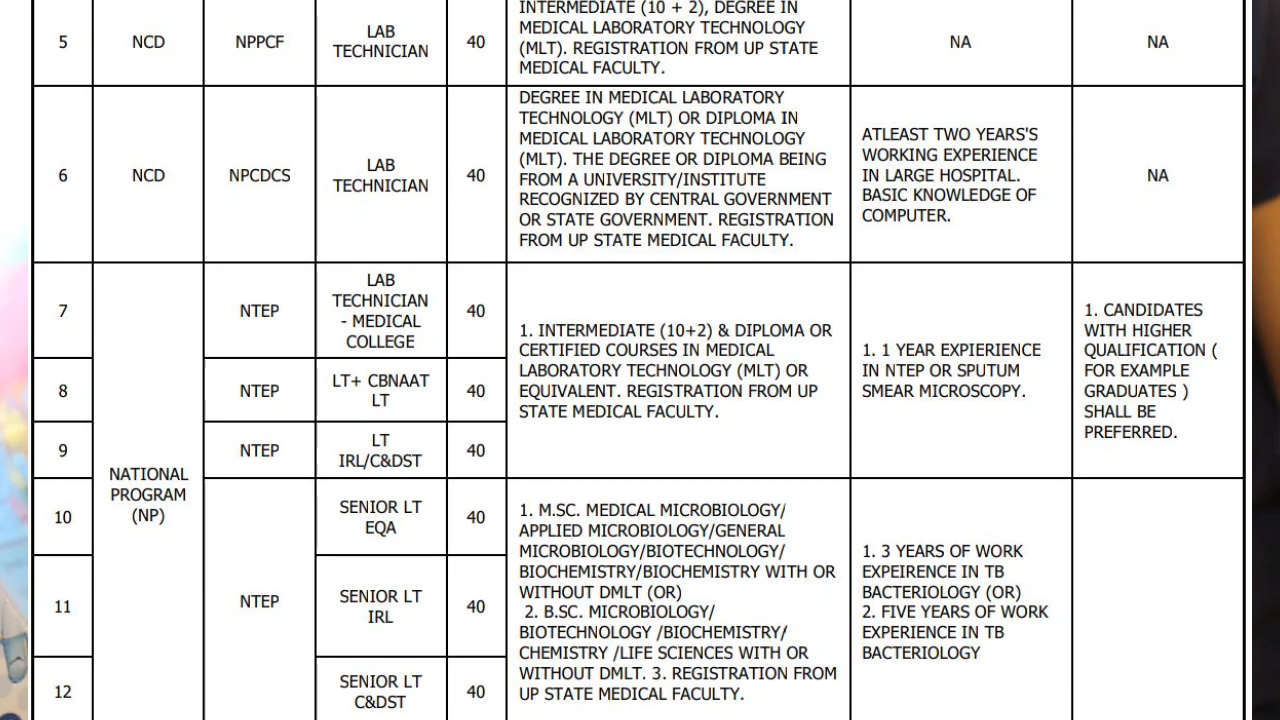 5
NCD
NPPCF
LAB
TECHNICIAN
40
INTERMEDIATE (10 + 2), DEGREE IN
MEDICAL LABORATORY TECHNOLOGY
(MLT). REGISTRATION FROM UP STATE
MEDICAL FACULTY.
NA
NA
6
NCD
NPCDCS
LAB
TECHNICIAN
40
DEGREE IN MEDICAL LABORATORY
TECHNOLOGY (MLT) OR DIPLOMA IN
MEDICAL LABORATORY TECHNOLOGY
(MLT). THE DEGREE OR DIPLOMA BEING
FROM A UNIVERSITY/INSTITUTE
RECOGNIZED BY CENTRAL GOVERNMENT
OR STATE GOVERNMENT. REGISTRATION
FROM UP STATE MEDICAL FACULTY.
ATLEAST TWO YEARS'S
WORKING EXPERIENCE
IN LARGE HOSPITAL.
BASIC KNOWLEDGE OF
COMPUTER.
NA
NATIONAL
PROGRAM
(NP)
7
NTEP
LAB
TECHNICIAN
- MEDICAL
COLLEGE
40
8
NTEP
LT+ CBNAAT
LT
40
9
NTEP
LT
IRL/C&DST
40
1. INTERMEDIATE (10+2) & DIPLOMA OR
CERTIFIED COURSES IN MEDICAL
LABORATORY TECHNOLOGY (MLT) OR
EQUIVALENT. REGISTRATION FROM UP
STATE MEDICAL FACULTY.
1. 1 YEAR EXPIERIENCE
IN NTEP OR SPUTUM
SMEAR MICROSCOPY.
1. CANDIDATES
WITH HIGHER
QUALIFICATION (
FOR EXAMPLE
GRADUATES )
SHALL BE
PREFERRED.
10
NTEP
SENIOR LT
EQA
40
11
SENIOR LT
IRL
40
12
SENIOR LT
C&DST
40
1. M.SC. MEDICAL MICROBIOLOGY/
APPLIED MICROBIOLOGY/GENERAL
MICROBIOLOGY/BIOTECHNOLOGY/
BIOCHEMISTRY/BIOCHEMISTRY WITH OR
WITHOUT DMLT (OR)
2. B.SC. MICROBIOLOGY/
BIOTECHNOLOGY /BIOCHEMISTRY/
CHEMISTRY /LIFE SCIENCES WITH OR
WITHOUT DMLT. 3. REGISTRATION FROM
UP STATE MEDICAL FACULTY.
1. 3 YEARS OF WORK
EXPEIRENCE IN TB
BACTERIOLOGY (OR)
2. FIVE YEARS OF WORK
EXPERIENCE IN TB
BACTERIOLOGY